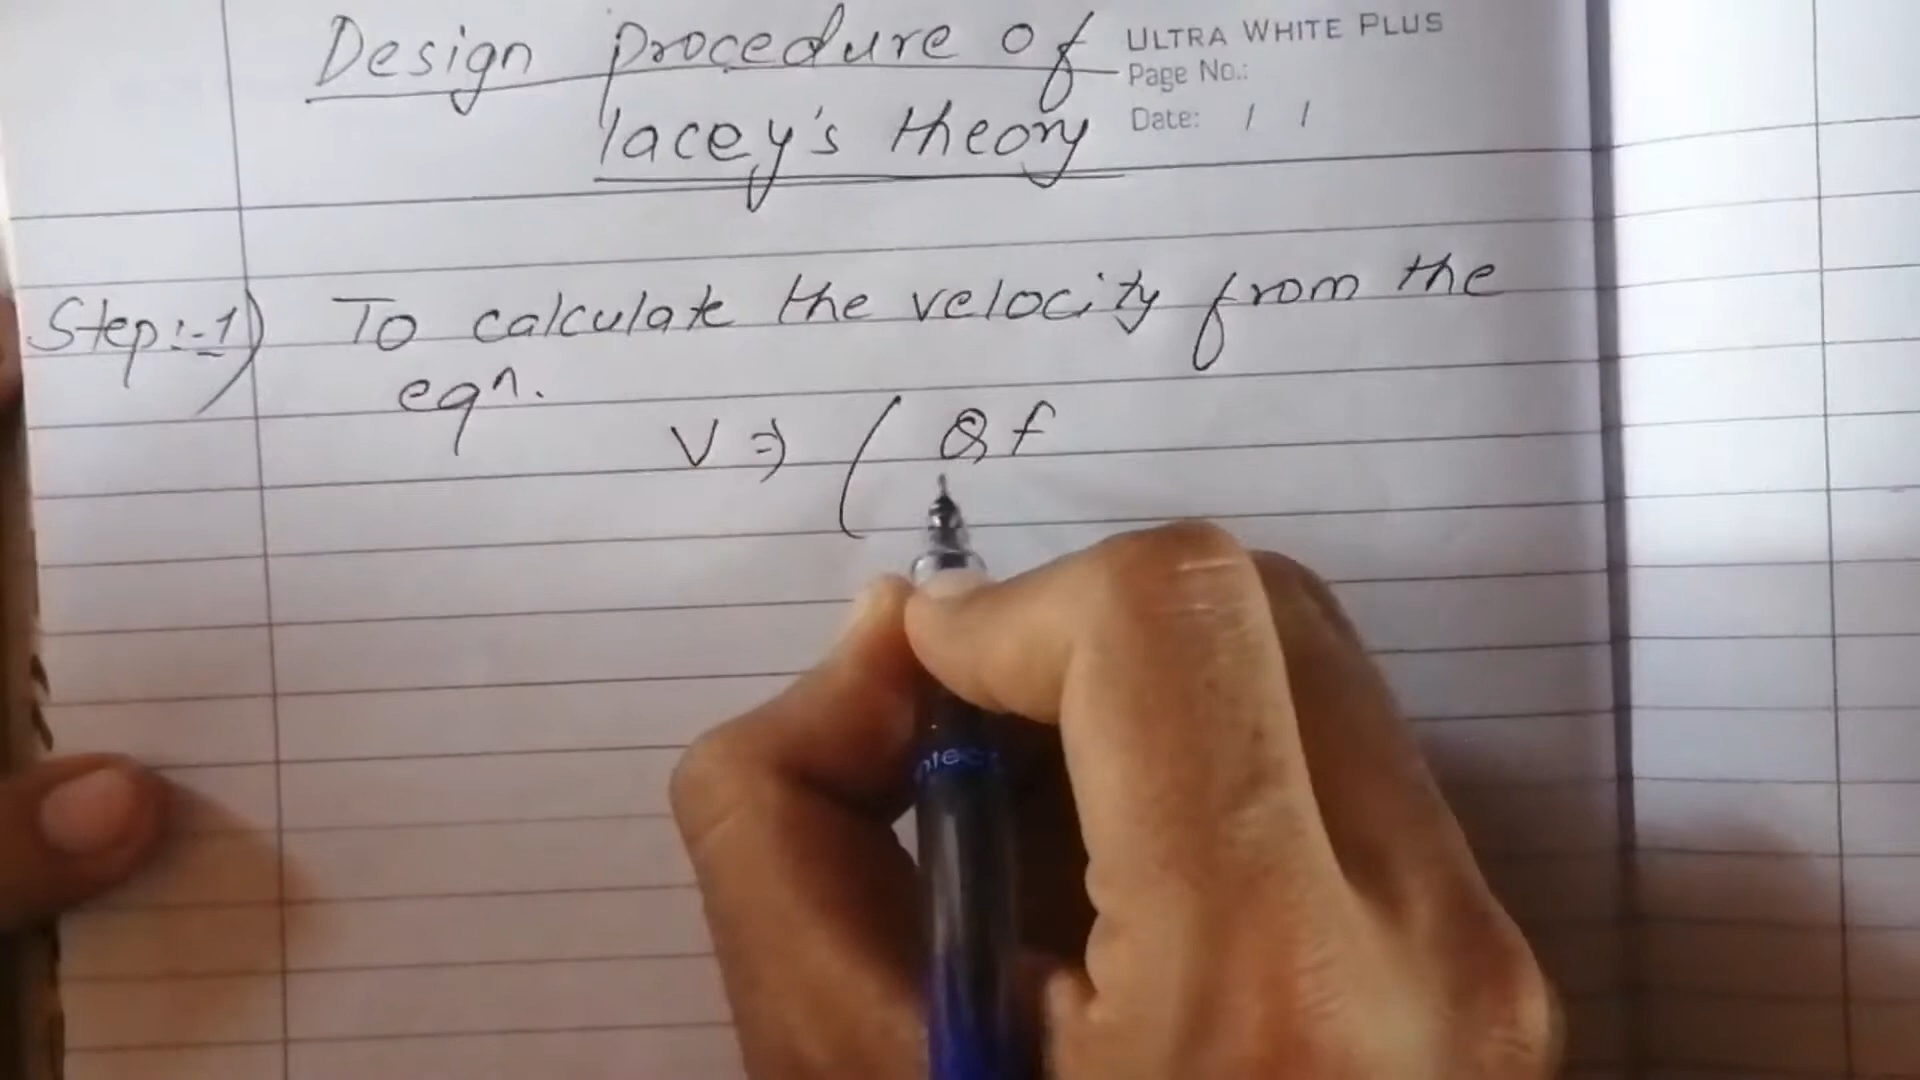 Design procedure of
lacey's theory
ULTRA WHITE PLUS
Page No.:
Date: / /
Step:-1) To calculate the velocity from the
eqn.
V => ( Qf